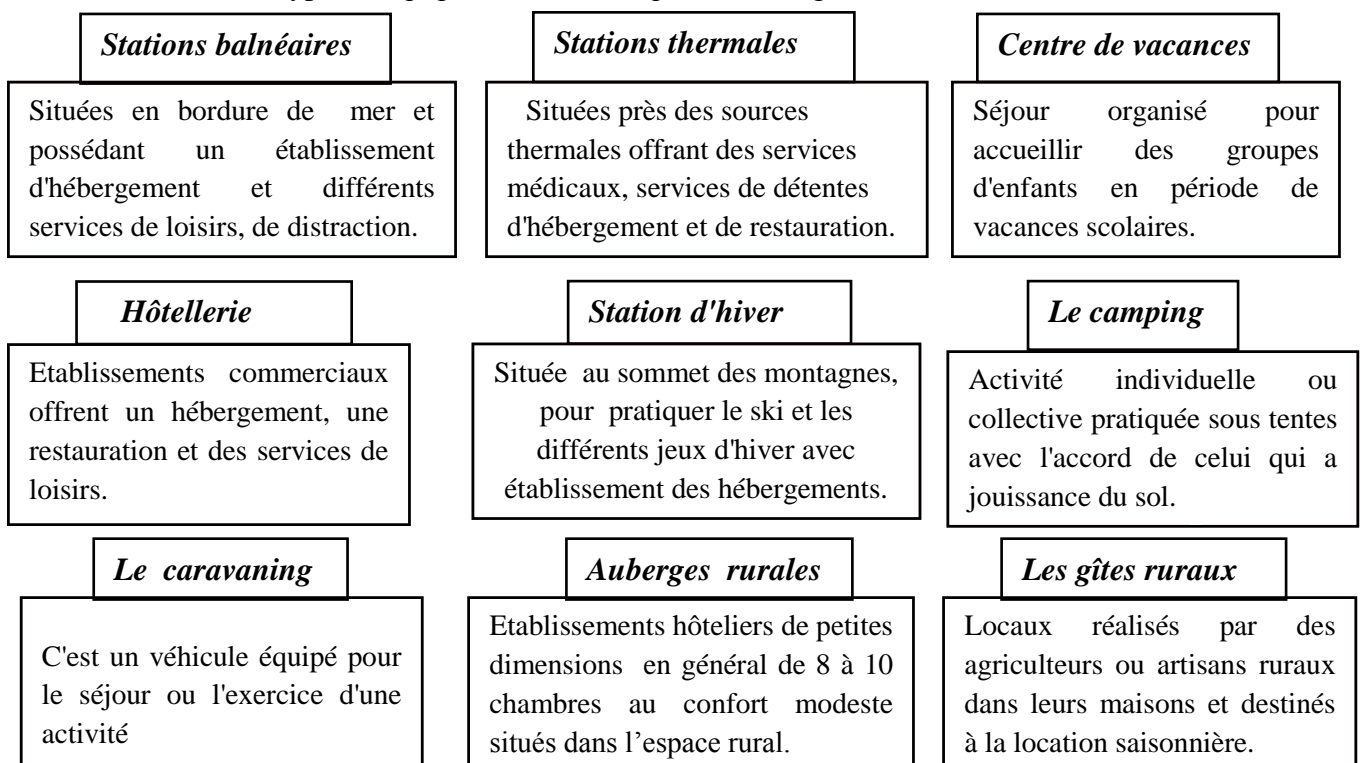 Stations balnéaires
Situées en bordure de mer et
possédant un établissement
d'hébergement et différents
services de loisirs, de distraction.
Stations thermales
Situées près des sources
thermales offrant des services
médicaux, services de détentes
d'hébergement et de restauration.
Centre de vacances
Séjour organisé pour
accueillir des groupes
d'enfants en période de
vacances scolaires.
Hôtellerie
Etablissements commerciaux
offrent un hébergement, une
restauration et des services de
loisirs.
Station d'hiver
Située au sommet des montagnes,
pour pratiquer le ski et les
différents jeux d'hiver avec
établissement des hébergements.
Le camping
Activité individuelle ou
collective pratiquée sous tentes
avec l'accord de celui qui a
jouissance du sol.
Le caravaning
C'est un véhicule équipé pour
le séjour ou l'exercice d'une
activité
Auberges rurales
Etablissements hôteliers de petites
dimensions en général de 8 à 10
chambres au confort modeste
situés dans l’espace rural.
Les gîtes ruraux
Locaux réalisés par des
agriculteurs ou artisans ruraux
dans leurs maisons et destinés
à la location saisonnière.